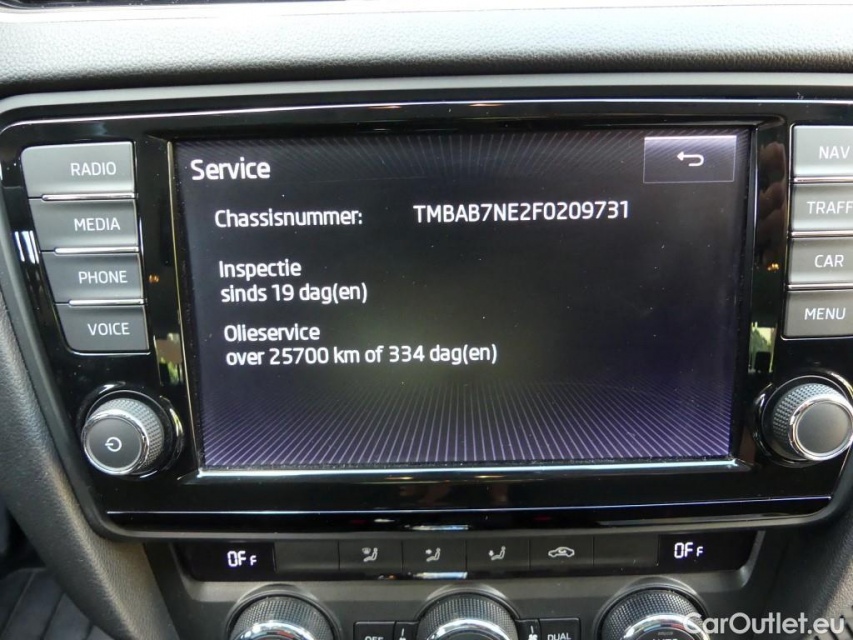 RADIO
MEDIA
PHONE
VOICE
Service
Chassisnummer: TMBAB7NE2F0209731
Inspectie
sinds 19 dag(en)
Olieservice
over 25700 km of 334 dag(en)
NAV
TRAFF
CAR
MENU
OFF
OFF
OFF
DUAL
CarOutlet.eu